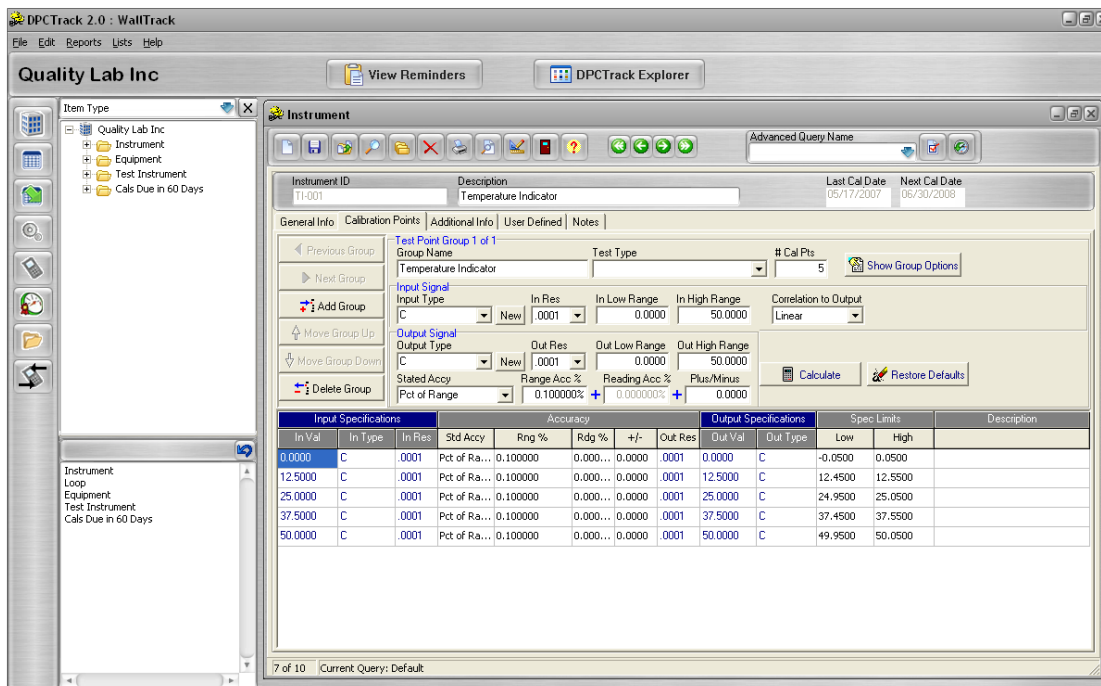 DPCTrack 2.0 : WallTrack
File Edit Reports Lists Help
Quality Lab Inc
View Reminders
DPCTrack Explorer
Item Type
Quality Lab Inc
Instrument
Equipment
Test Instrument
Cals Due in 60 Days
Instrument
Loop
Equipment
Test Instrument
Cals Due in 60 Days
Instrument
Advanced Query Name
Instrument ID Description Last Cal Date Next Cal Date
TI-001 Temperature Indicator 05/17/2007 06/30/2008
General Info Calibration Points Additional Info User Defined Notes
Previous Group
Next Group
Add Group
Move Group Up
Move Group Down
Delete Group
Test Point Group 1 of 1
Group Name Test Type # Cal Pts
Temperature Indicator 5 Show Group Options
Input Signal
Input Type In Res In Low Range In High Range Correlation to Output
C New .0001 0.0000 50.0000 Linear
Output Signal
Output Type Out Res Out Low Range Out High Range
C New .0001 0.0000 50.0000
Stated Accy Range Acc % Reading Acc % Plus/Minus
Pct of Range 0.100000% + 0.000000% + 0.0000
Calculate Restore Defaults
Input Specifications Accuracy Output Specifications Spec Limits Description
In Val In Type In Res Std Accy Rng % Rdg % +/- Out Res Out Val Out Type Low High
0.0000 C .0001 Pct of Ra... 0.100000 0.000... 0.0000 .0001 0.0000 C -0.0500 0.0500
12.5000 C .0001 Pct of Ra... 0.100000 0.000... 0.0000 .0001 12.5000 C 12.4500 12.5500
25.0000 C .0001 Pct of Ra... 0.100000 0.000... 0.0000 .0001 25.0000 C 24.9500 25.0500
37.5000 C .0001 Pct of Ra... 0.100000 0.000... 0.0000 .0001 37.5000 C 37.4500 37.5500
50.0000 C .0001 Pct of Ra... 0.100000 0.000... 0.0000 .0001 50.0000 C 49.9500 50.0500
7 of 10 Current Query: Default